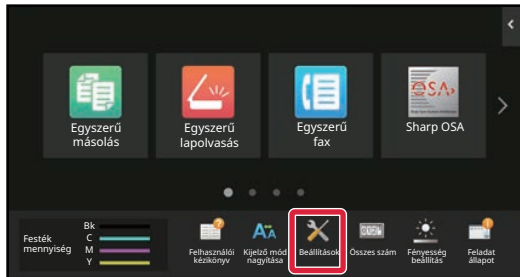 Egyszerű
másolás
Egyszerű
lapolvasás
Egyszerű
fax
ƧSA
Sharp OSA
Festék
mennyiség
Bk
C
M
Y
Felhasználói
kézikönyv
Kijelző mód
nagyítása
Beállítások
Összes szám
Fényesség
beállítás
Feladat
állapot